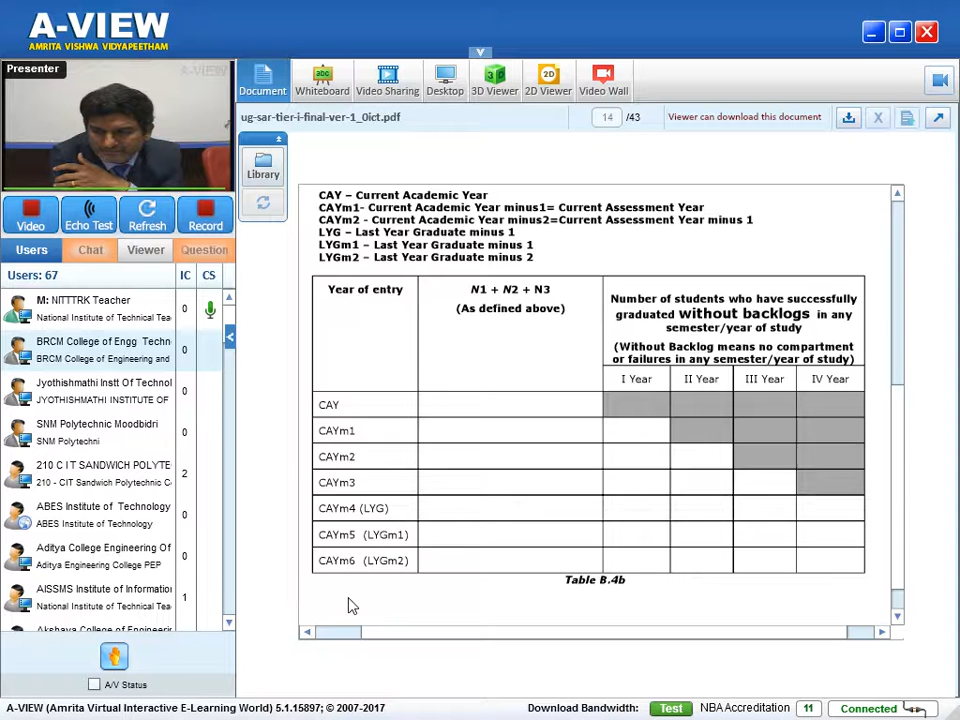 A-VIEW
AMRITA VISHWA VIDYAPEETHAM
Presenter
A-VIEW
Document
Whiteboard
Video Sharing
Desktop
3D Viewer
2D Viewer
Video Wall
ug-sar-tier-i-final-ver-1_0ict.pdf
14 /43
Viewer can download this document
Library
Video
Echo Test
Refresh
Record
Users
Chat
Viewer
Question
Users: 67
IC
CS
M: NITTTRK Teacher
National Institute of Technical Tea
0
BRCM College of Engg Techn
BRCM College of Engineering and
0
Jyothishmathi Instt Of Technol
JYOTHISHMATHI INSTITUTE OF
0
SNM Polytechnic Moodbidri
SNM Polytechni
0
210 C I T SANDWICH POLYTE
210 - CIT Sandwich Polytechnic C
2
ABES Institute of Technology
ABES Institute of Technology
0
Aditya College Engineering Of
Aditya Engineering College PEP
0
AISSMS Institute of Informatio
National Institute of Technical Tea
1
Akshaya College of Engineeri
A/V Status
CAY – Current Academic Year
CAYm1- Current Academic Year minus1= Current Assessment Year
CAYm2 - Current Academic Year minus2=Current Assessment Year minus 1
LYG – Last Year Graduate minus 1
LYGm1 – Last Year Graduate minus 1
LYGm2 – Last Year Graduate minus 2
Year of entry
N1 + N2 + N3
(As defined above)
Number of students who have successfully
graduated without backlogs in any
semester/year of study
(Without Backlog means no compartment
or failures in any semester/year of study)
I Year
II Year
III Year
IV Year
CAY
CAYm1
CAYm2
CAYm3
CAYm4 (LYG)
CAYm5 (LYGm1)
CAYm6 (LYGm2)
Table B.4b
A-VIEW (Amrita Virtual Interactive E-Learning World) 5.1.15897; © 2007-2017
Download Bandwidth:
Test
NBA Accreditation
11
Connected